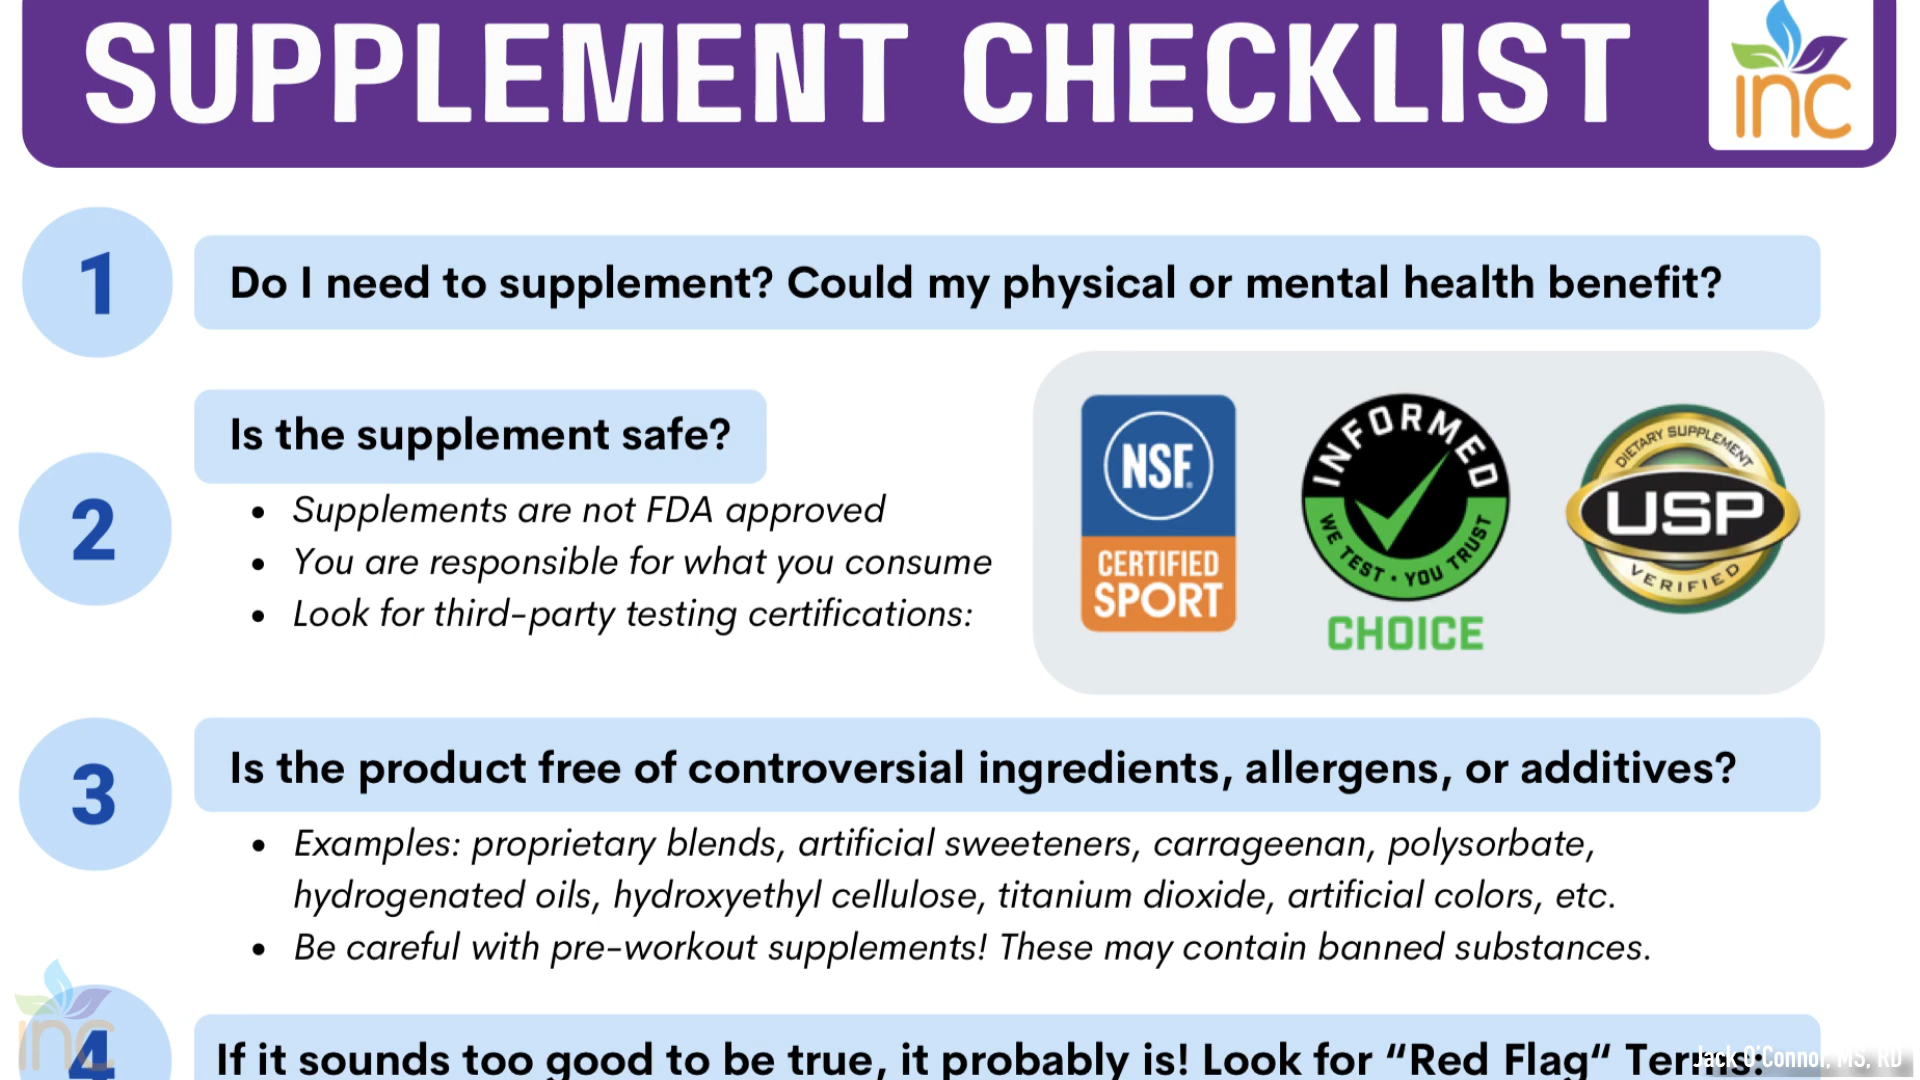 SUPPLEMENT CHECKLIST
inc
1
Do I need to supplement? Could my physical or mental health benefit?
2
Is the supplement safe?
• Supplements are not FDA approved
• You are responsible for what you consume
• Look for third-party testing certifications:
NSF.
CERTIFIED
SPORT
INFORMED
WE TEST • YOU TRUST
CHOICE
DIETARY SUPPLEMENT
USP
VERIFIED
3
Is the product free of controversial ingredients, allergens, or additives?
• Examples: proprietary blends, artificial sweeteners, carrageenan, polysorbate,
hydrogenated oils, hydroxyethyl cellulose, titanium dioxide, artificial colors, etc.
• Be careful with pre-workout supplements! These may contain banned substances.
inc
4
If it sounds too good to be true, it probably is! Look for “Red Flag“ Terms:
Jack O'Connor, MS, RD